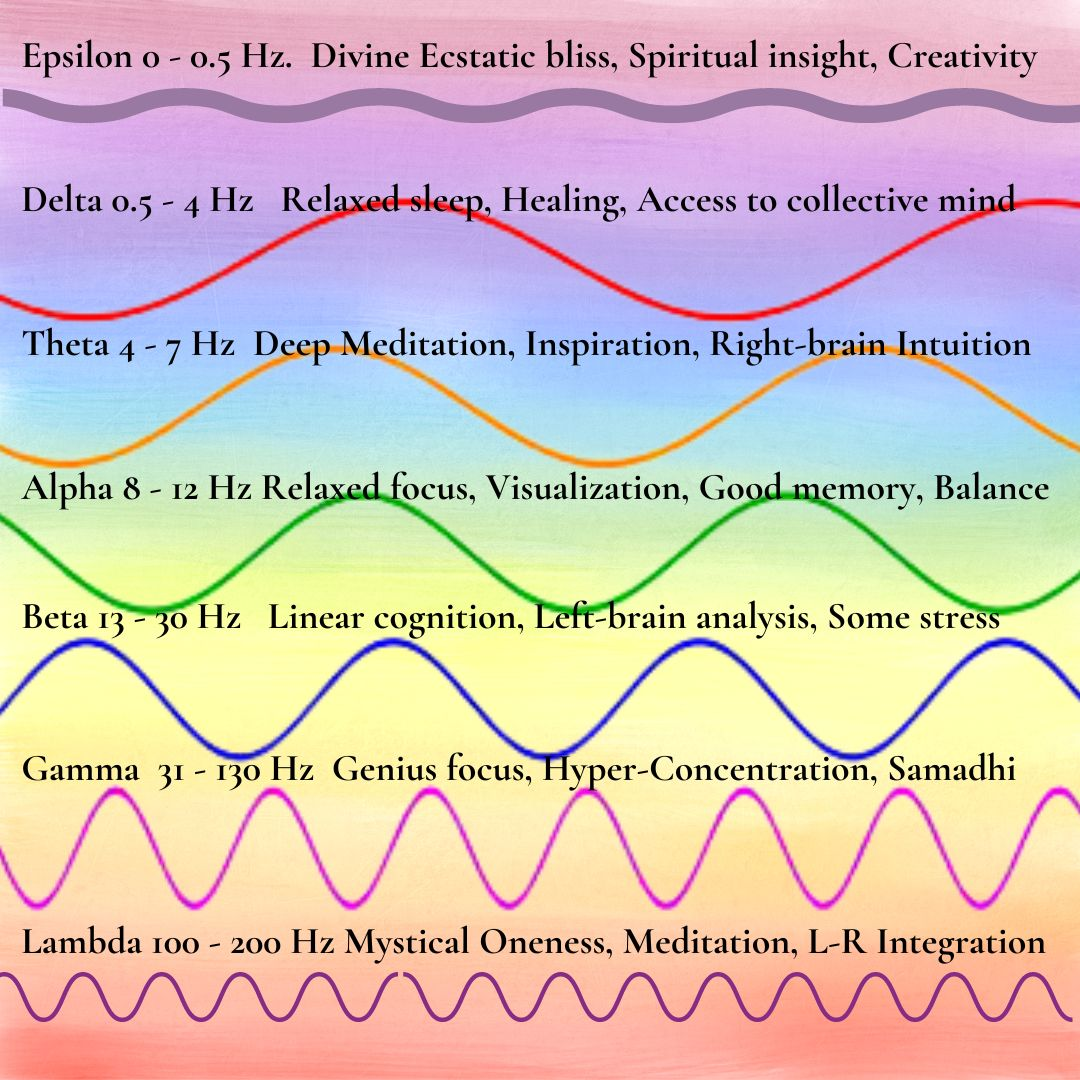 Epsilon 0 - 0.5 Hz.  Divine Ecstatic bliss, Spiritual insight, Creativity
Delta 0.5 - 4 Hz   Relaxed sleep, Healing, Access to collective mind
Theta 4 - 7 Hz  Deep Meditation, Inspiration, Right-brain Intuition
Alpha 8 - 12 Hz Relaxed focus, Visualization, Good memory, Balance
Beta 13 - 30 Hz   Linear cognition, Left-brain analysis, Some stress
Gamma  31 - 130 Hz  Genius focus, Hyper-Concentration, Samadhi
Lambda 100 - 200 Hz Mystical Oneness, Meditation, L-R Integration